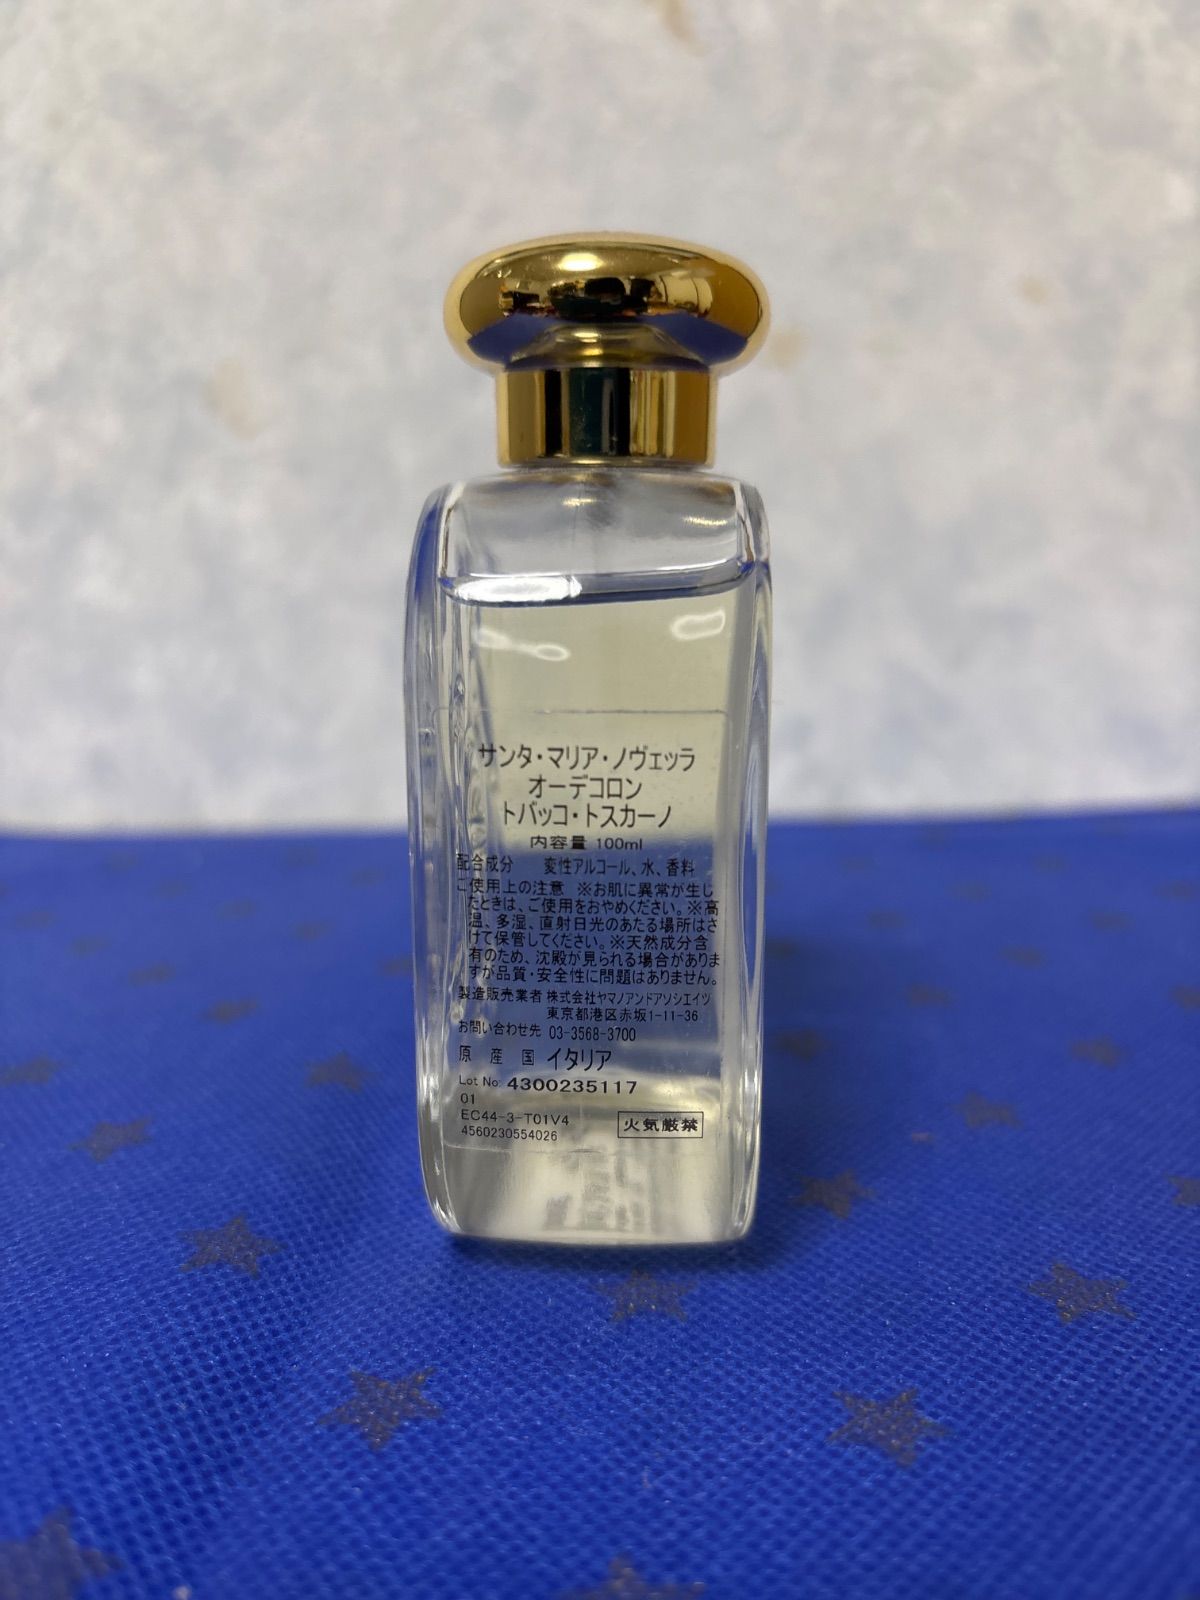 サンタ・マリア・ノヴェッラ
オーデコロン
トバッコ・トスカーノ
内容量 100ml
配合成分 変性アルコール、水、香料
ご使用上の注意 ※お肌に異常が生じ
たときは、ご使用をおやめください。※高
温、多湿、直射日光のあたる場所はさ
けて保管してください。※天然成分含
有のため、沈殿が見られる場合がありま
すが品質・安全性に問題はありません。
製造販売業者 株式会社ヤマノアンドアソシエイツ
東京都港区赤坂1-11-36
お問い合わせ先 03-3568-3700
原産国 イタリア
Lot No: 4300235117
01
EC44-3-T01V4
4560230554026
火気厳禁